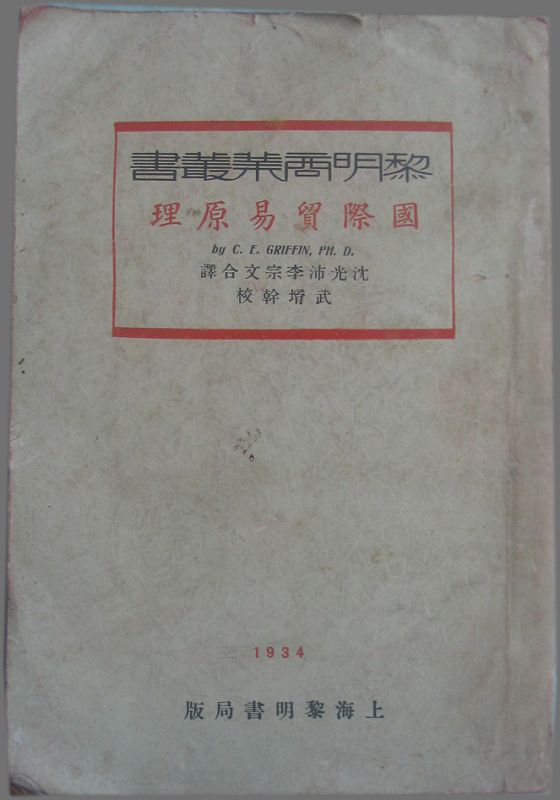 黎明商業叢書
國際貿易原理
by C. E. GRIFFIN, PH. D.
沈光沛李宗文合譯
武堉幹校
1934
上海黎明書局版